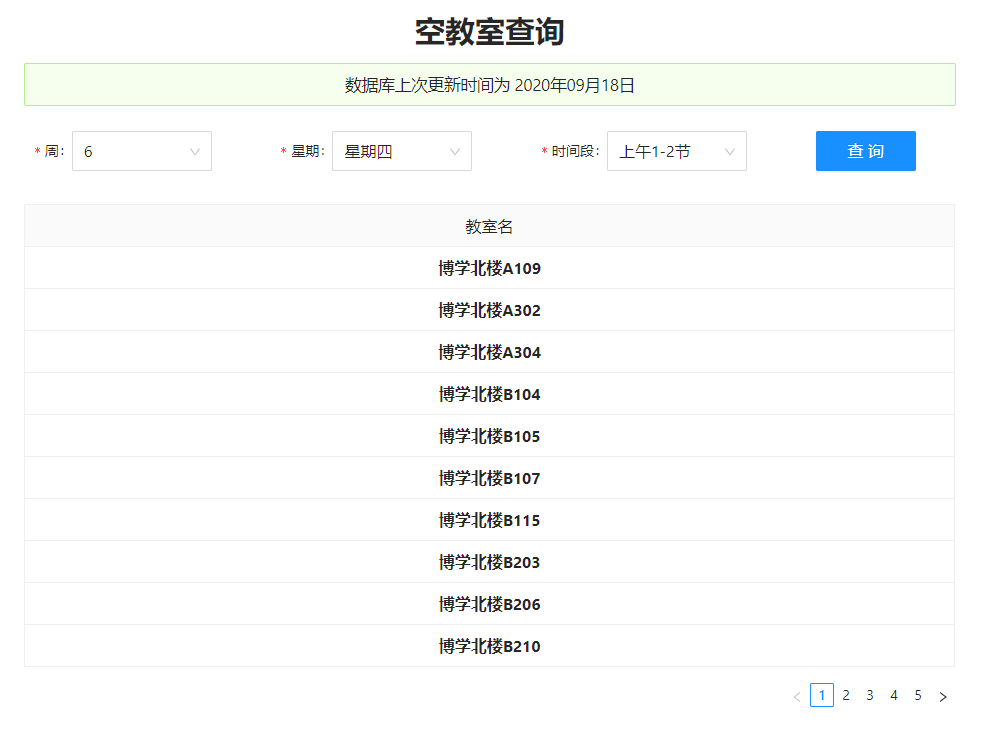 空教室查询
数据库上次更新时间为 2020年09月18日
* 周: 6 * 星期: 星期四 * 时间段: 上午1-2节 查 询
教室名
博学北楼A109
博学北楼A302
博学北楼A304
博学北楼B104
博学北楼B105
博学北楼B107
博学北楼B115
博学北楼B203
博学北楼B206
博学北楼B210
< 1 2 3 4 5 >